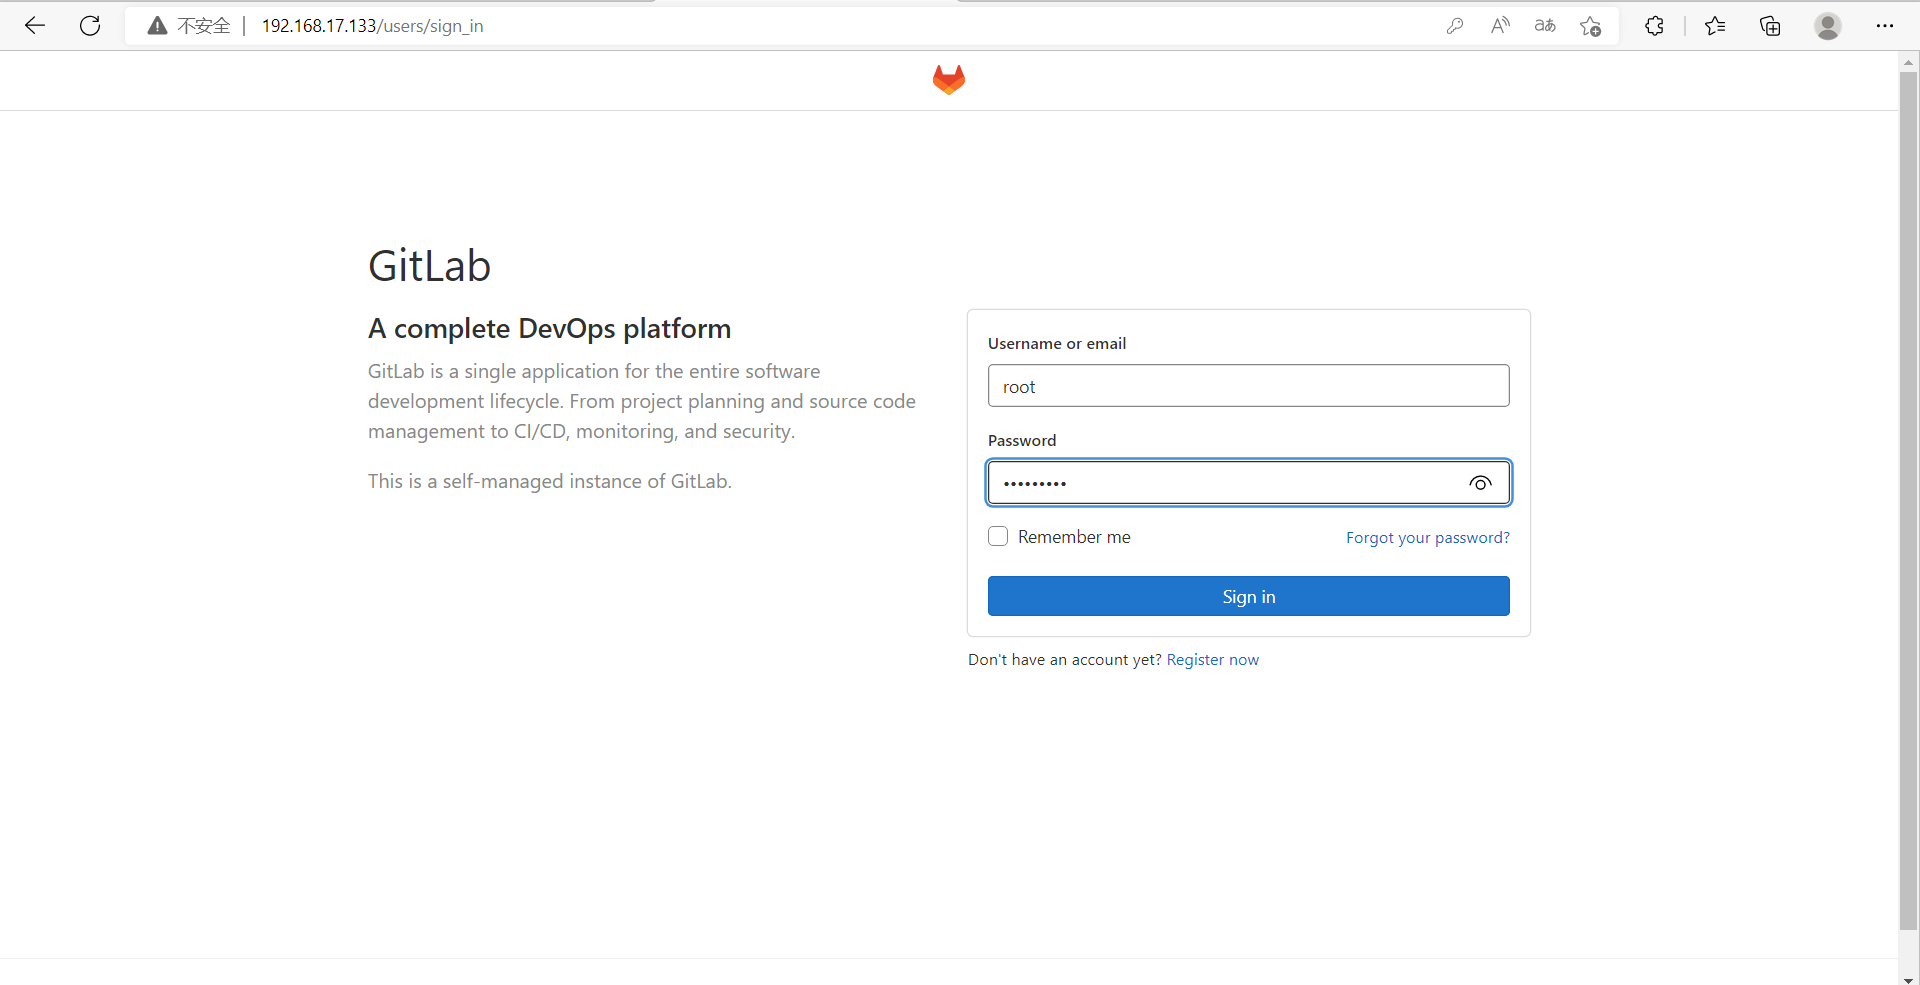 不安全 192.168.17.133/users/sign_in
GitLab
A complete DevOps platform
GitLab is a single application for the entire software
development lifecycle. From project planning and source code
management to CI/CD, monitoring, and security.
This is a self-managed instance of GitLab.
Username or email
root
Password
•••••••••
Remember me
Forgot your password?
Sign in
Don't have an account yet? Register now